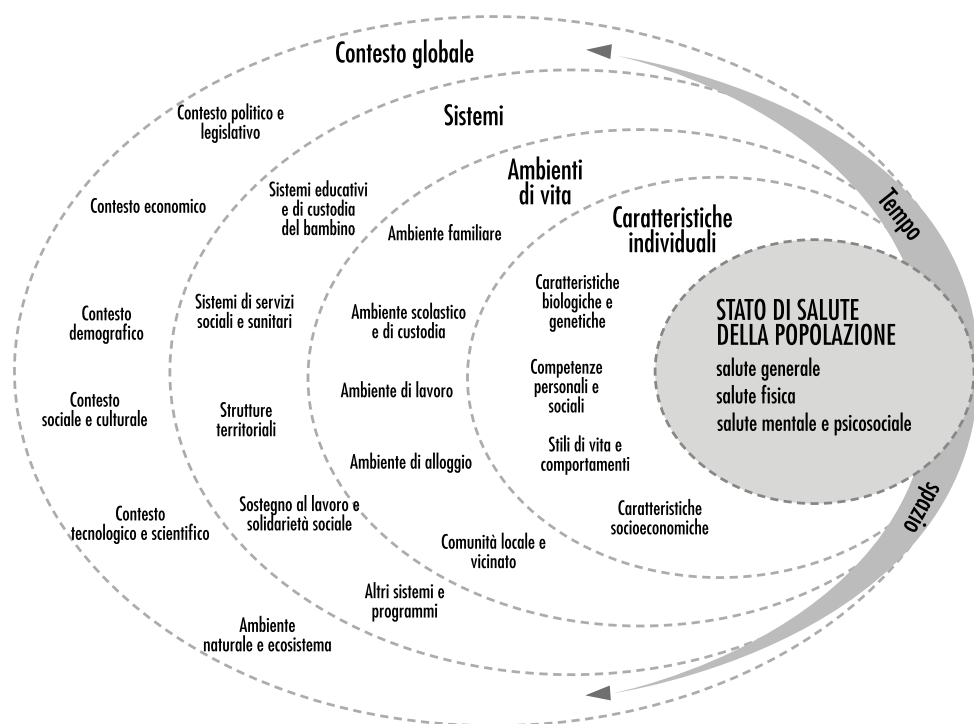 Contesto globale
Contesto politico e
legislativo
Contesto economico
Contesto
demografico
Contesto
sociale e culturale
Contesto
tecnologico e scientifico
Ambiente
naturale e ecosistema
Sistemi
Sistemi educativi
e di custodia
del bambino
Sistemi di servizi
sociali e sanitari
Strutture
territoriali
Sostegno al lavoro e
solidarietà sociale
Altri sistemi e
programmi
Ambienti
di vita
Ambiente familiare
Ambiente scolastico
e di custodia
Ambiente di lavoro
Ambiente di alloggio
Comunità locale e
vicinato
Caratteristiche
individuali
Caratteristiche
biologiche e
genetiche
Competenze
personali e
sociali
Stili di vita e
comportamenti
Caratteristiche
socioeconomiche
STATO DI SALUTE
DELLA POPOLAZIONE
salute generale
salute fisica
salute mentale e psicosociale
Tempo
spazio